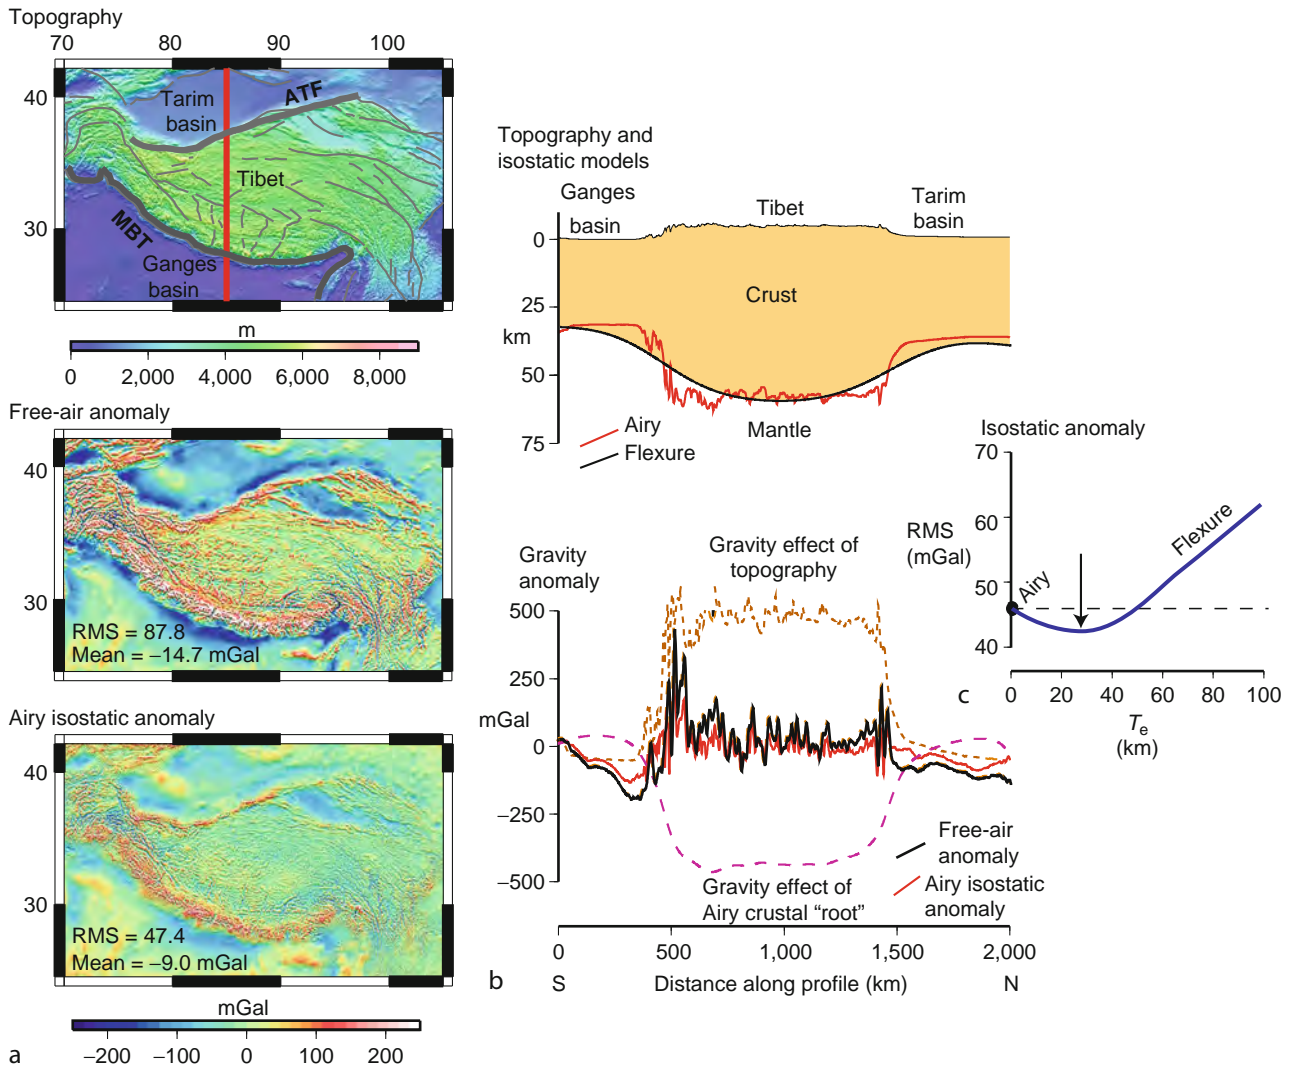 Topography
70 80 90 100
40
30
Tarim
basin
ATF
Tibet
MBT
Ganges
basin
m
0 2,000 4,000 6,000 8,000
Free-air anomaly
40
30
RMS = 87.8
Mean = −14.7 mGal
Airy isostatic anomaly
40
30
RMS = 47.4
Mean = −9.0 mGal
mGal
−200 −100 0 100 200
a
Topography and
isostatic models
Ganges
basin
Tibet
Tarim
basin
0
25
km
50
75
Crust
Mantle
Airy
Flexure
Gravity
anomaly
Gravity effect of
topography
500
250
mGal
0
−250
−500
Free-air
anomaly
Airy isostatic
anomaly
Gravity effect of
Airy crustal “root”
0 500 1,000 1,500 2,000
S Distance along profile (km) N
b
Isostatic anomaly
70
60
50
40
RMS
(mGal)
Airy
Flexure
0 20 40 60 80 100
Te
(km)
c